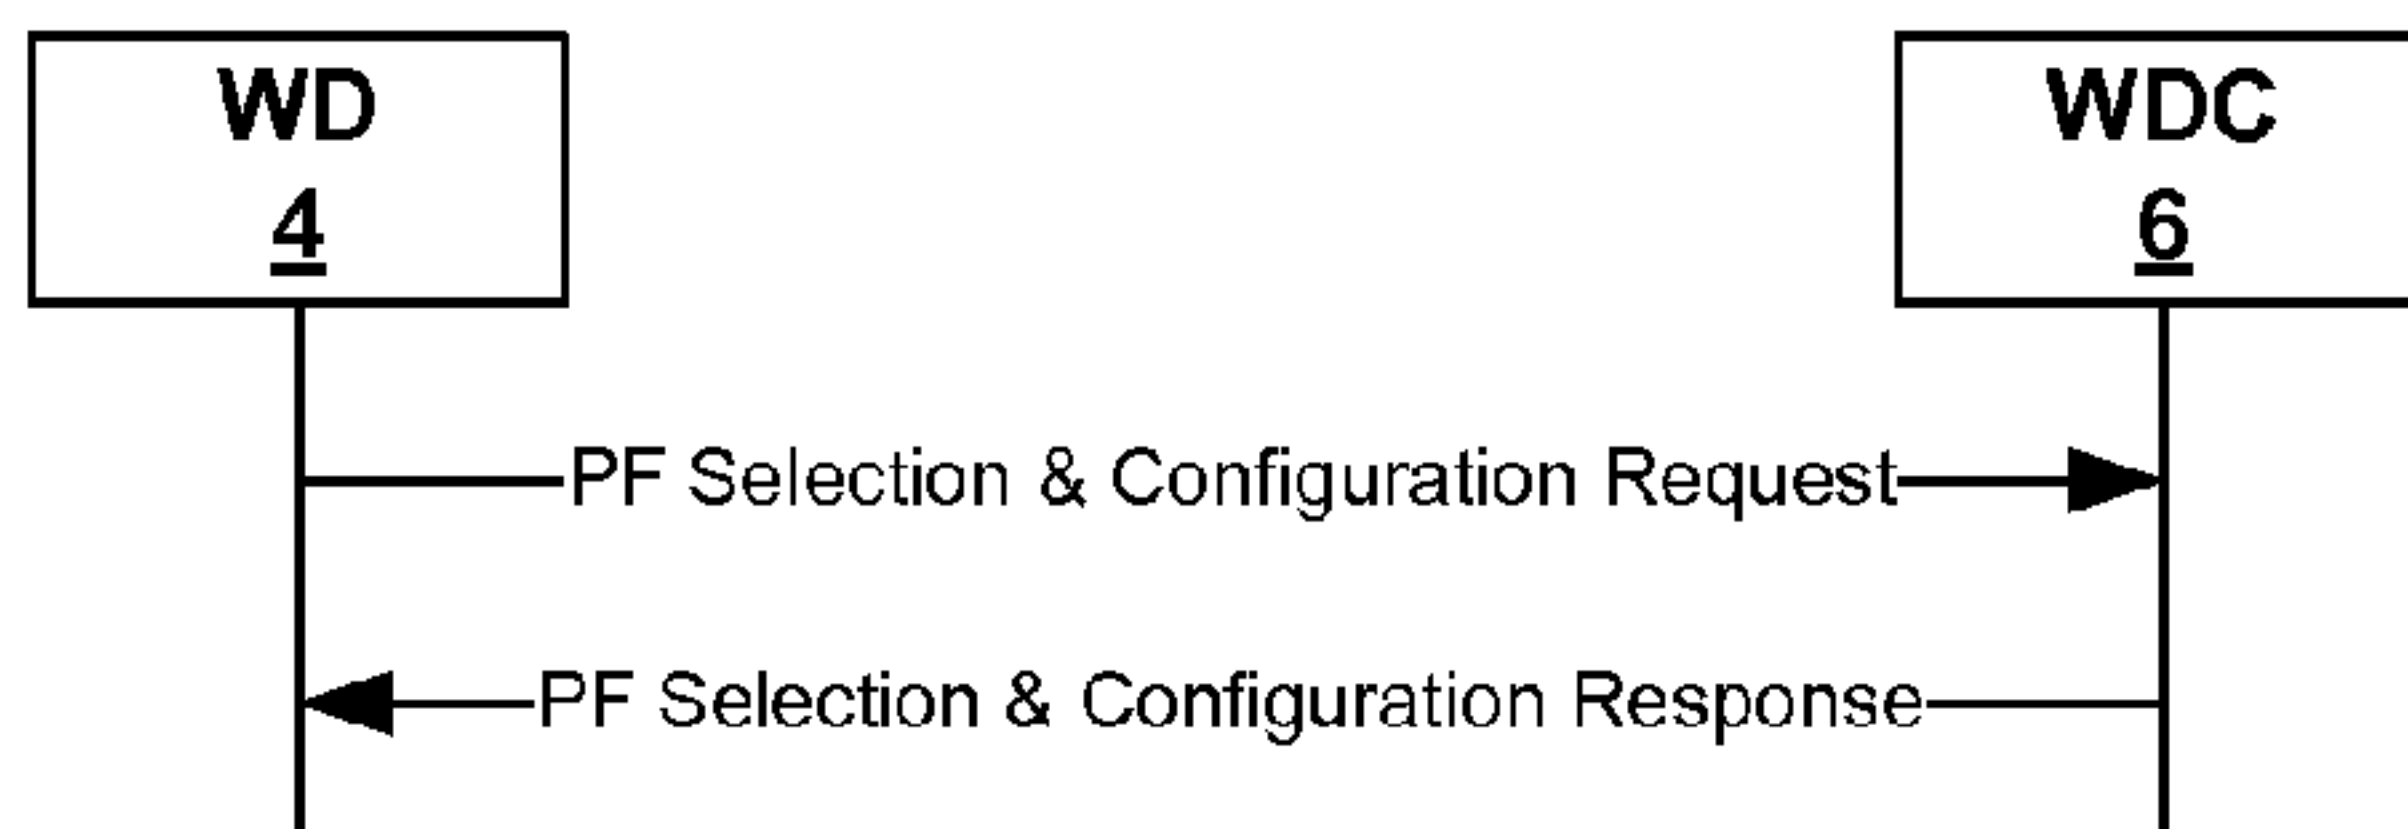 WD
4
WDC
6
PF Selection & Configuration Request
PF Selection & Configuration Response